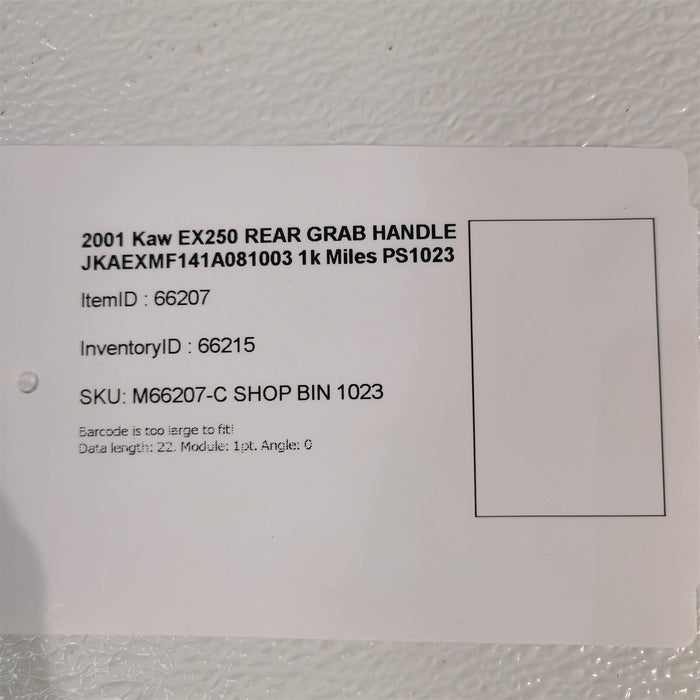 2001 Kaw EX250 REAR GRAB HANDLE
JKAEXMF141A081003 1k Miles PS1023
ItemID : 66207
InventoryID : 66215
SKU: M66207-C SHOP BIN 1023
Barcode is too large to fit!
Data length: 22. Module: 1pt. Angle: 0